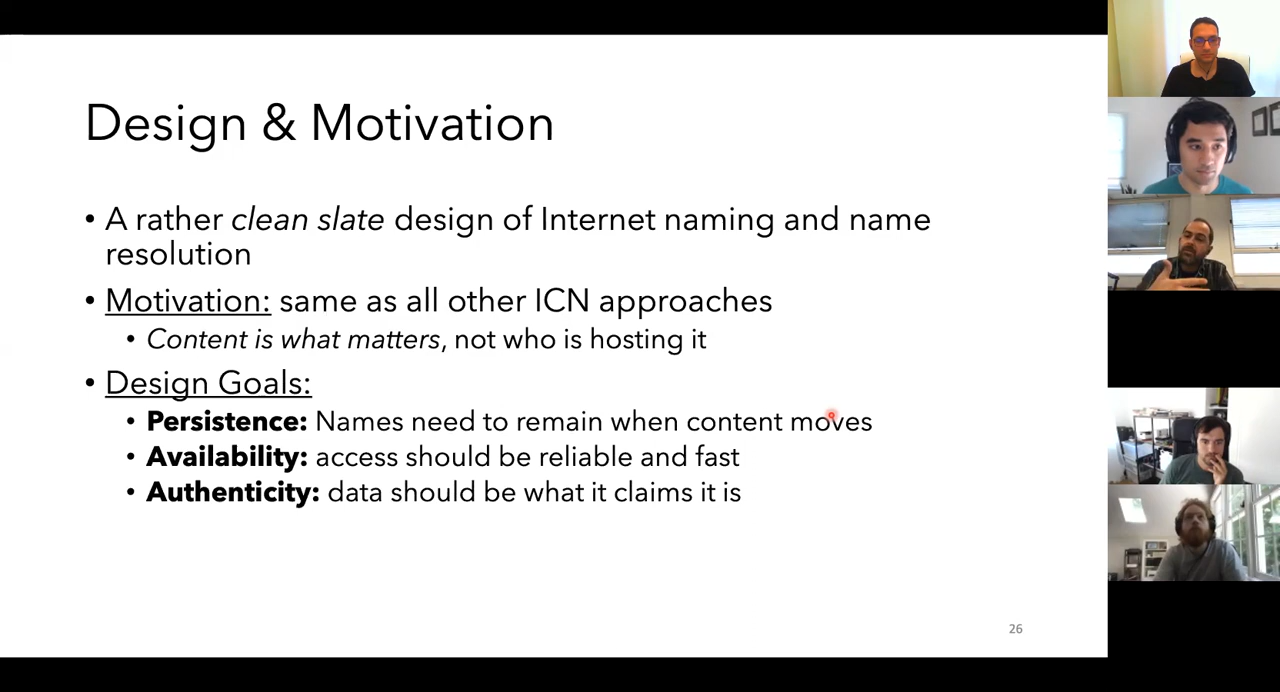 Design & Motivation
• A rather clean slate design of Internet naming and name
resolution
• Motivation: same as all other ICN approaches
• Content is what matters, not who is hosting it
• Design Goals:
• Persistence: Names need to remain when content moves
• Availability: access should be reliable and fast
• Authenticity: data should be what it claims it is
26